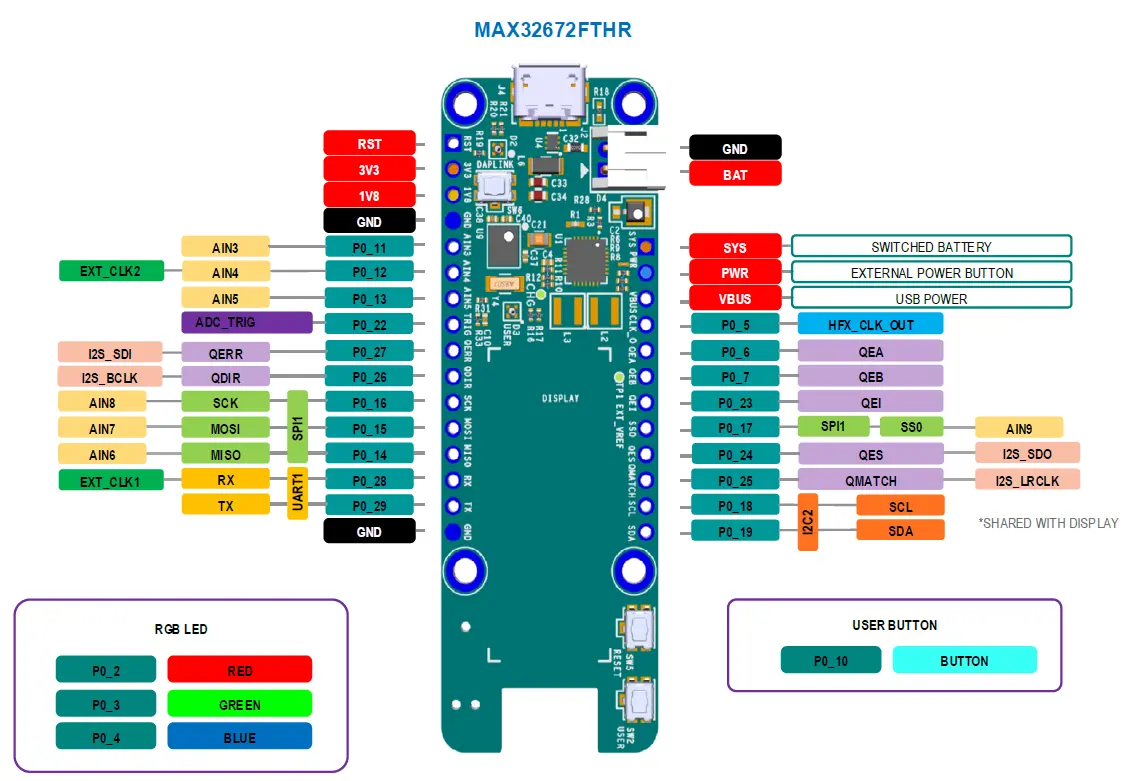 MAX32672FTHR
RST
3V3
1V8
GND
AIN3 P0_11
EXT_CLK2 AIN4 P0_12
AIN5 P0_13
ADC_TRIG P0_22
I2S_SDI QERR P0_27
I2S_BCLK QDIR P0_26
AIN8 SCK P0_16
AIN7 MOSI P0_15
AIN6 MISO P0_14
SPI1
EXT_CLK1 RX P0_28
TX P0_29
UART1
GND
J4
R21
R20
R19
D2
L6
U4
C32
R18
J2
DAPLINK
C33
C34
SW6
C38
U9
C40
C21
C37
R28
D4
R1
R3
U1
C4
R12
R11
R10
CHG
Y4
R31
R33
C10
D3
USER
R16
R17
L3
L2
RST
3V3
1V8
GND
AIN3
AIN4
AIN5
TRIG
QERR
QDIR
SCK
MOSI
MISO
RX
TX
GND
SYS
PWR
VBUS
CLK_O
QEA
QEB
QEI
SS0
QES
QMATCH
SCL
SDA
TP1 EXT_VREF
DISPLAY
SW5
RESET
SW2
USER
GND
BAT
SYS SWITCHED BATTERY
PWR EXTERNAL POWER BUTTON
VBUS USB POWER
P0_5 HFX_CLK_OUT
P0_6 QEA
P0_7 QEB
P0_23 QEI
P0_17 SPI1 SS0 AIN9
P0_24 QES I2S_SDO
P0_25 QMATCH I2S_LRCLK
P0_18 SCL
P0_19 SDA
I2C2
*SHARED WITH DISPLAY
RGB LED
P0_2 RED
P0_3 GREEN
P0_4 BLUE
USER BUTTON
P0_10 BUTTON